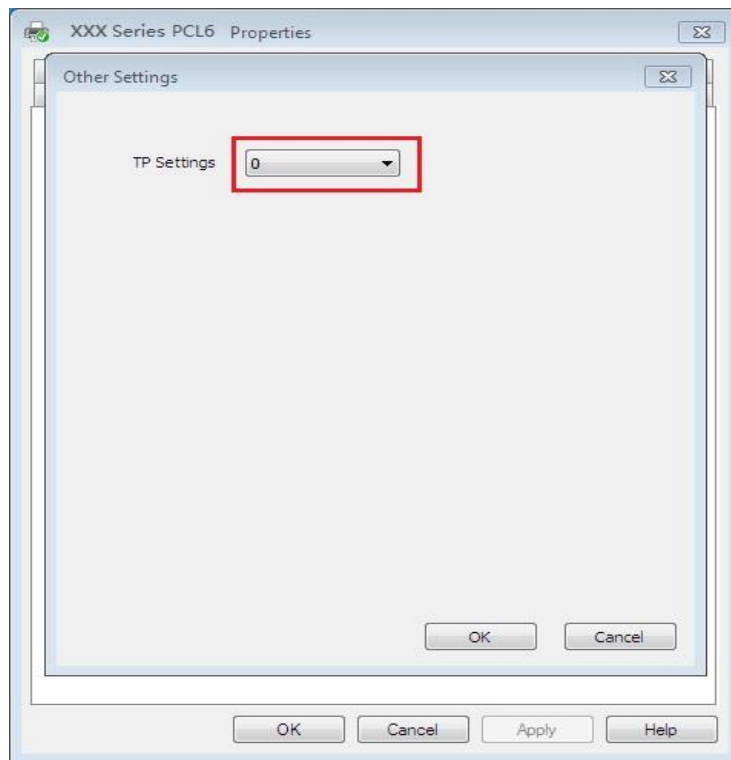 XXX Series PCL6 Properties
Other Settings
TP Settings 0
OK Cancel
OK Cancel Apply Help